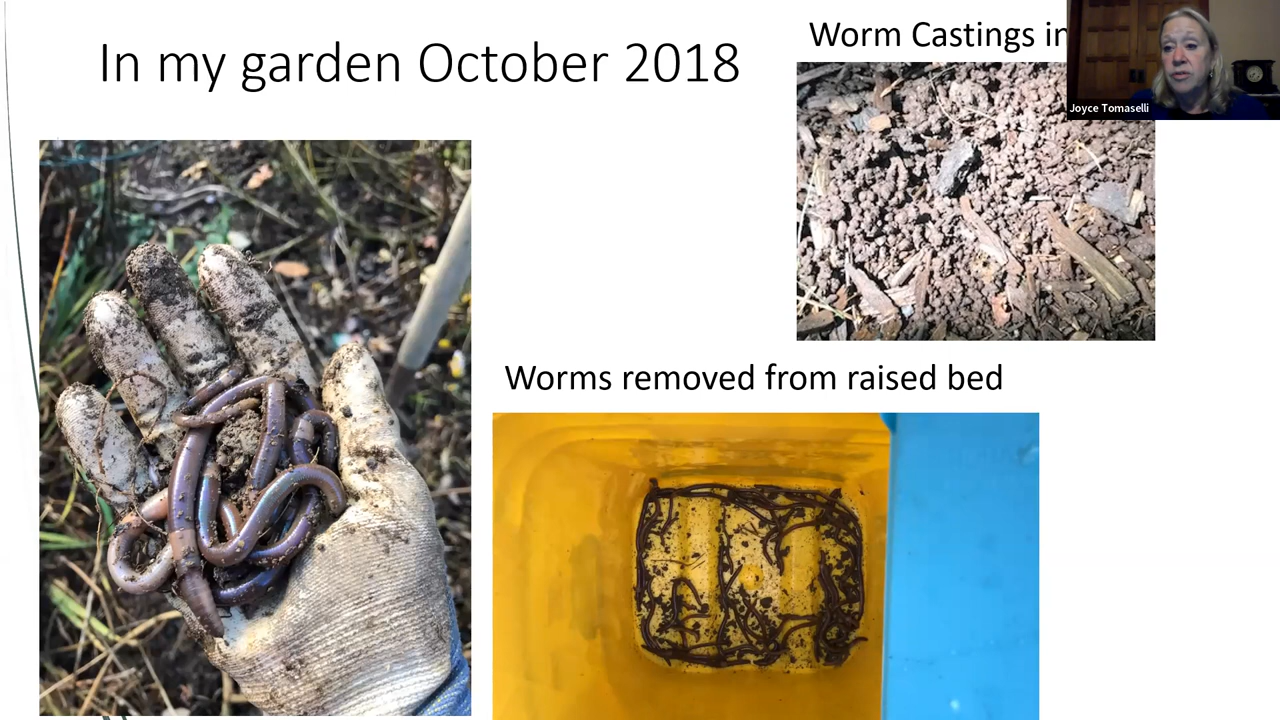 In my garden October 2018
Worm Castings in
Joyce Tomaselli
Worms removed from raised bed